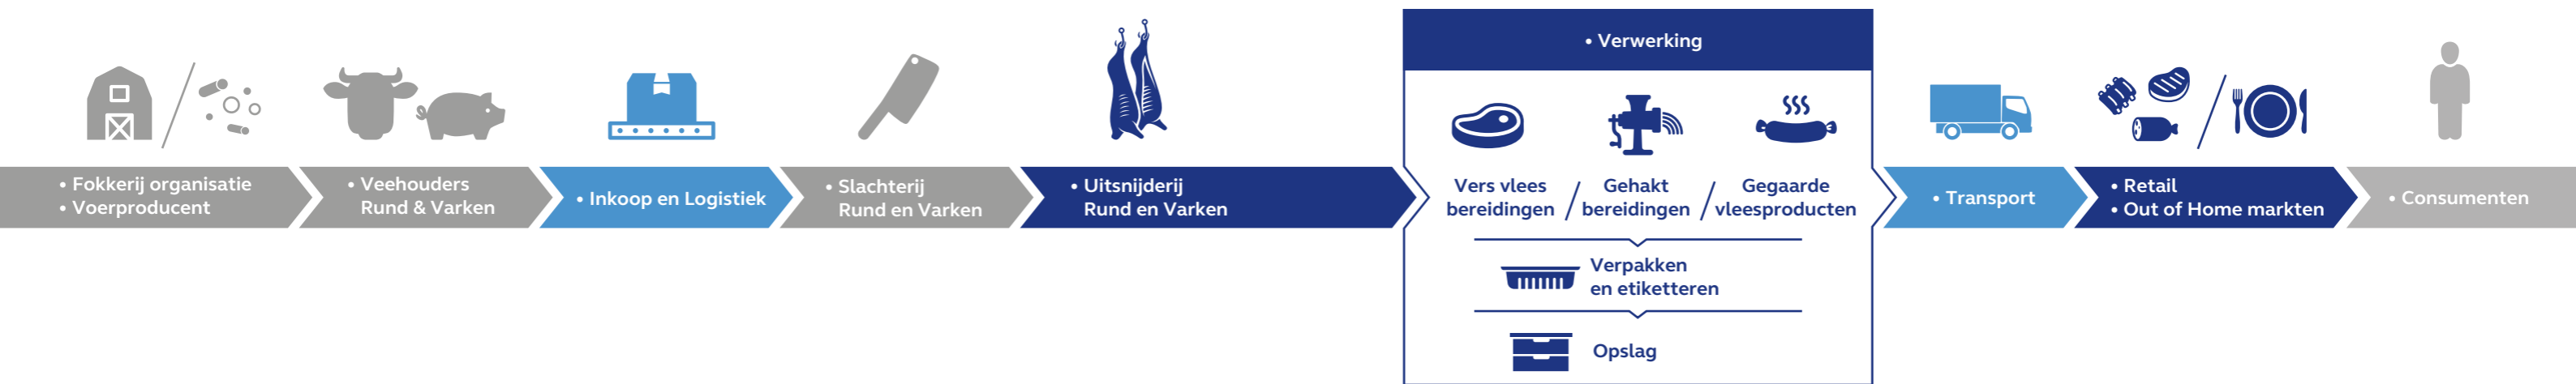 • Fokkerij organisatie
• Voerproducent
• Veehouders
Rund & Varken
• Inkoop en Logistiek
• Slachterij
Rund en Varken
• Uitsnijderij
Rund en Varken
• Verwerking
Vers vlees
bereidingen
Gehakt
bereidingen
Gegaarde
vleesproducten
Verpakken
en etiketteren
Opslag
• Transport
• Retail
• Out of Home markten
• Consumenten